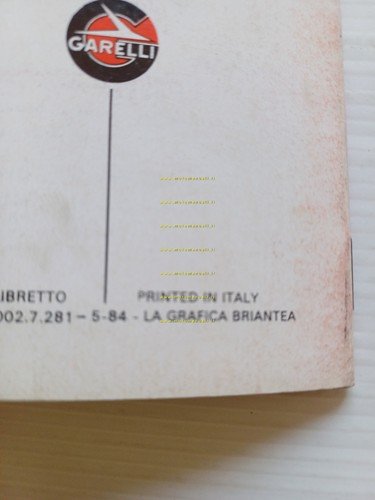 GARELLI
IBRETTO
PRINTED IN ITALY
002.7.281 - 5-84 - LA GRAFICA BRIANTEA